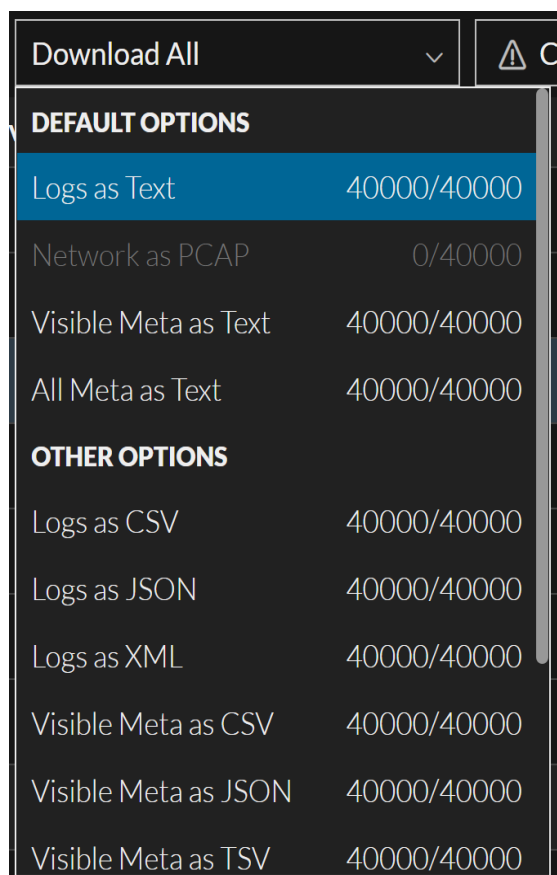 Download All
DEFAULT OPTIONS
Logs as Text 40000/40000
Network as PCAP 0/40000
Visible Meta as Text 40000/40000
All Meta as Text 40000/40000
OTHER OPTIONS
Logs as CSV 40000/40000
Logs as JSON 40000/40000
Logs as XML 40000/40000
Visible Meta as CSV 40000/40000
Visible Meta as JSON 40000/40000
Visible Meta as TSV 40000/40000